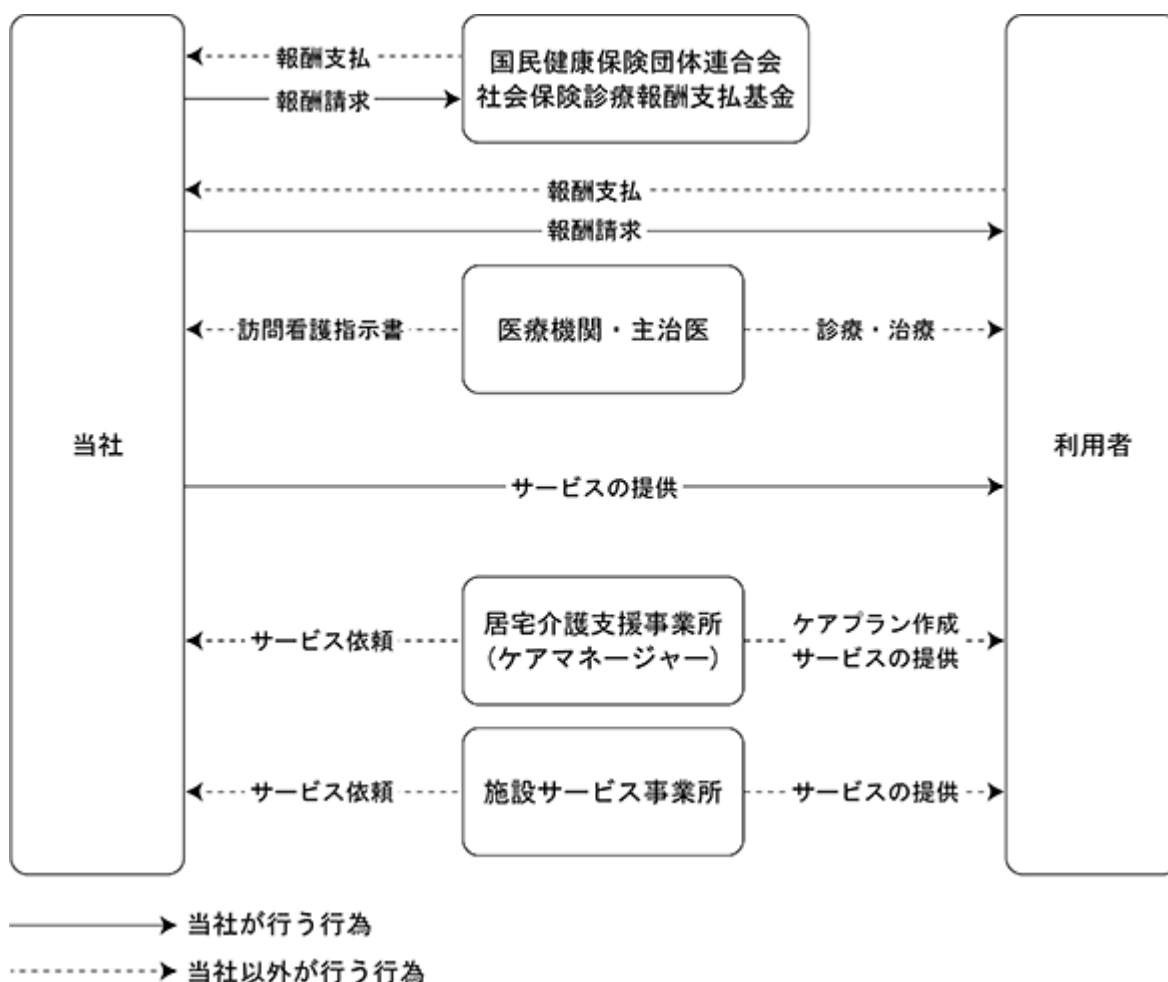 報酬支払
報酬請求
国民健康保険団体連合会
社会保険診療報酬支払基金
報酬支払
報酬請求
訪問看護指示書
医療機関・主治医
診療・治療
当社
利用者
サービスの提供
サービス依頼
居宅介護支援事業所
(ケアマネージャー)
ケアプラン作成
サービスの提供
サービス依頼
施設サービス事業所
サービスの提供
当社が行う行為
当社以外が行う行為